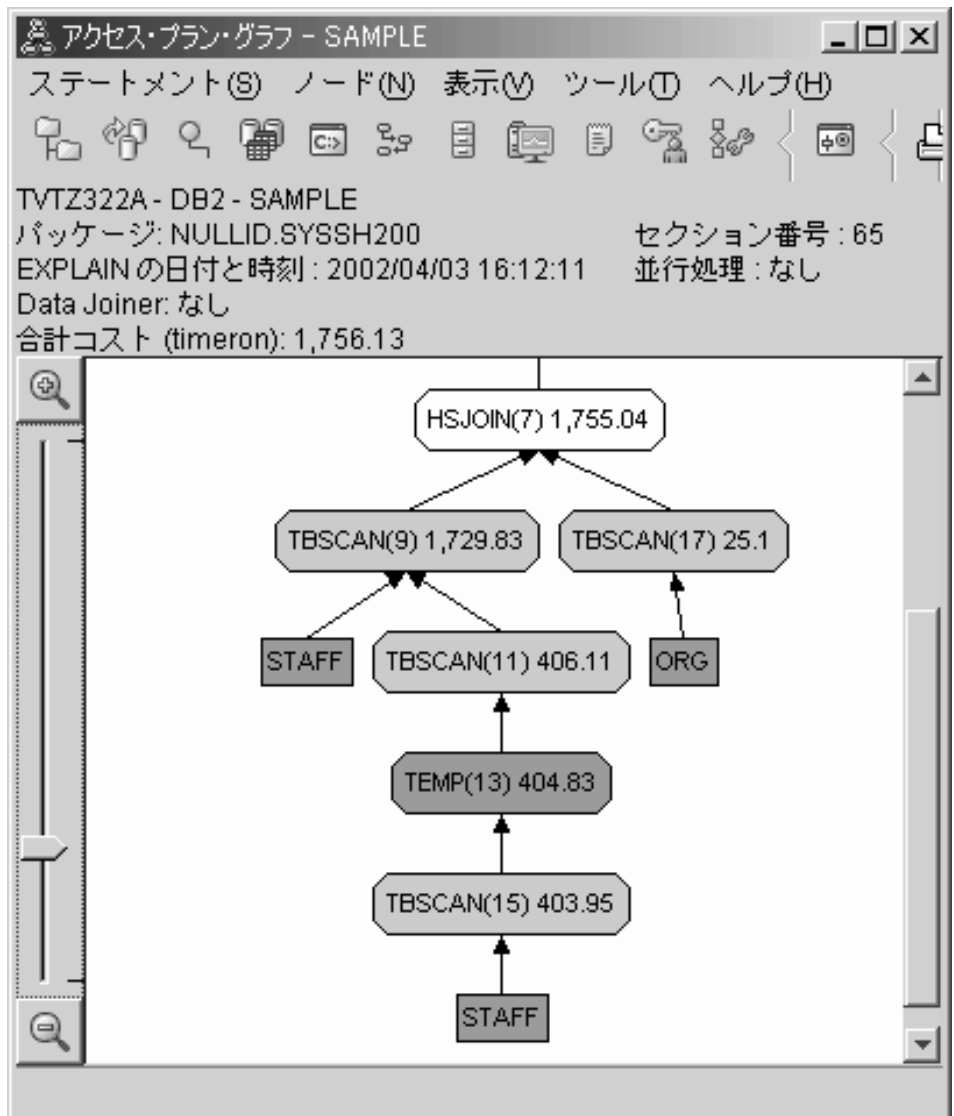 アクセス・プラン・グラフ - SAMPLE
ステートメント(S) ノード(N) 表示(V) ツール(T) ヘルプ(H)
C:>
TVTZ322A - DB2 - SAMPLE
パッケージ: NULLID.SYSSH200 セクション番号 : 65
EXPLAIN の日付と時刻 : 2002/04/03 16:12:11 並行処理 : なし
Data Joiner: なし
合計コスト (timeron): 1,756.13
HSJOIN(7) 1,755.04
TBSCAN(9) 1,729.83 TBSCAN(17) 25.1
STAFF TBSCAN(11) 406.11 ORG
TEMP(13) 404.83
TBSCAN(15) 403.95
STAFF